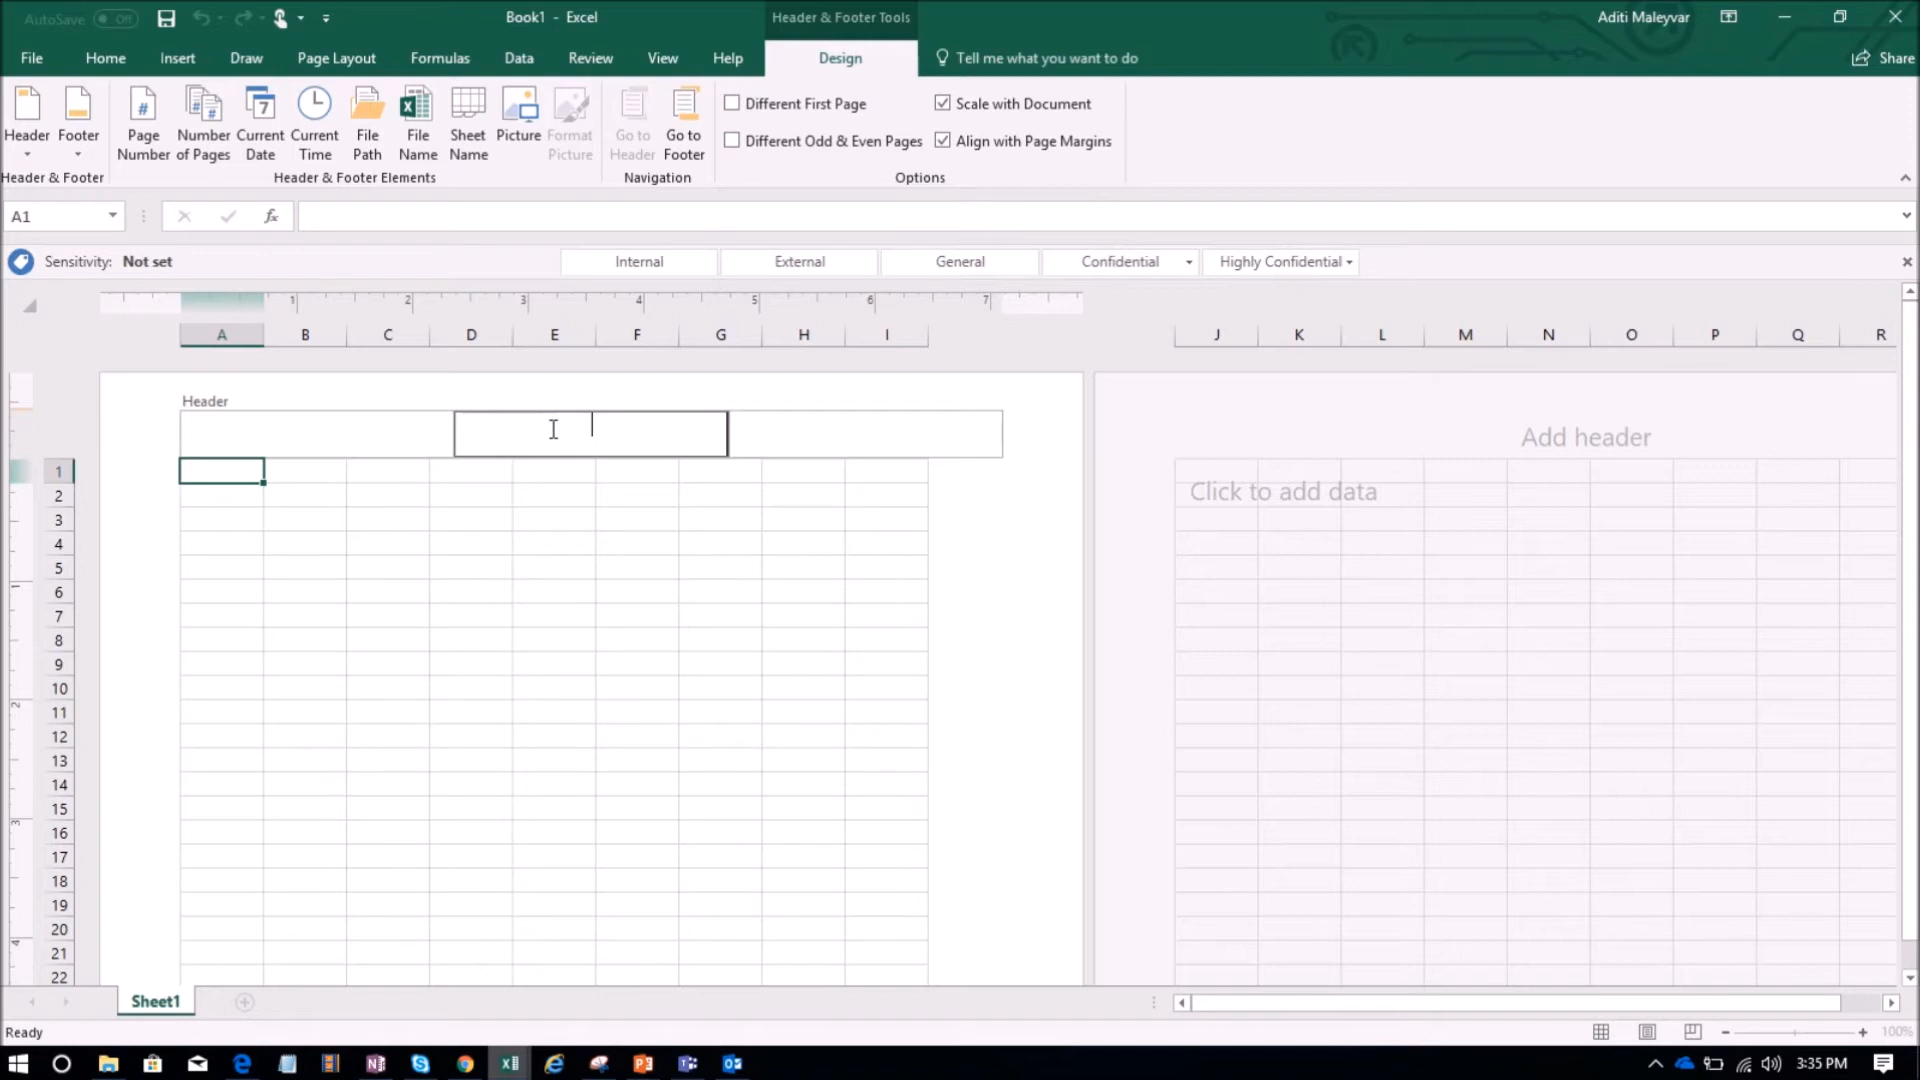 AutoSave Off
Book1 - Excel
Header & Footer Tools
Aditi Maleyvar
File Home Insert Draw Page Layout Formulas Data Review View Help Design Tell me what you want to do Share
Header Footer
Header & Footer
Page Number
Number of Pages
Current Date
Current Time
File Path
File Name
Sheet Name
Picture
Format Picture
Header & Footer Elements
Go to Header
Go to Footer
Navigation
Different First Page
Different Odd & Even Pages
Scale with Document
Align with Page Margins
Options
A1
fx
Sensitivity: Not set
Internal External General Confidential Highly Confidential
1 2 3 4 5 6 7
A B C D E F G H I J K L M N O P Q R
Header
Add header
Click to add data
1
2
3
4
5
6
7
8
9
10
11
12
13
14
15
16
17
18
19
20
21
22
1
2
3
4
Sheet1
Ready
100%
3:35 PM